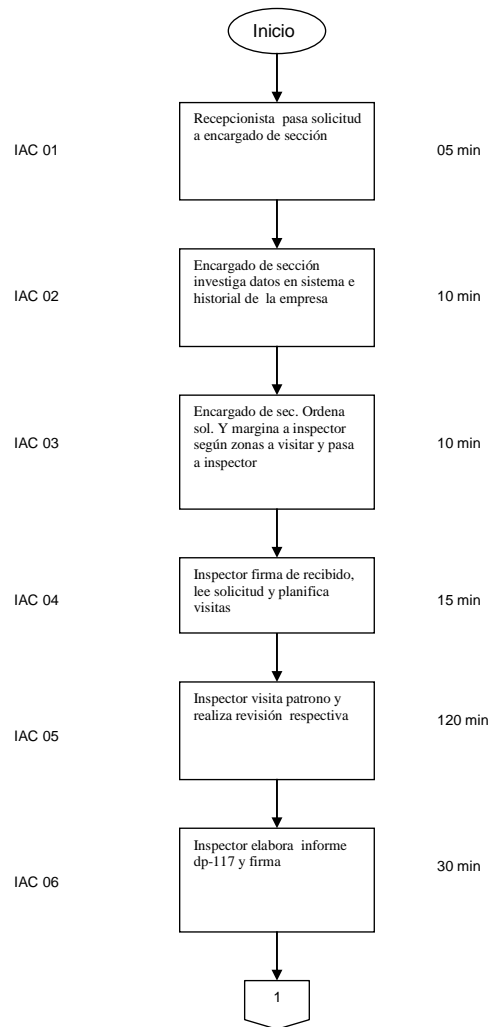 Inicio
IAC 01
Recepcionista pasa solicitud
a encargado de sección
05 min
IAC 02
Encargado de sección
investiga datos en sistema e
historial de la empresa
10 min
IAC 03
Encargado de sec. Ordena
sol. Y margina a inspector
según zonas a visitar y pasa
a inspector
10 min
IAC 04
Inspector firma de recibido,
lee solicitud y planifica
visitas
15 min
IAC 05
Inspector visita patrono y
realiza revisión respectiva
120 min
IAC 06
Inspector elabora informe
dp-117 y firma
30 min
1